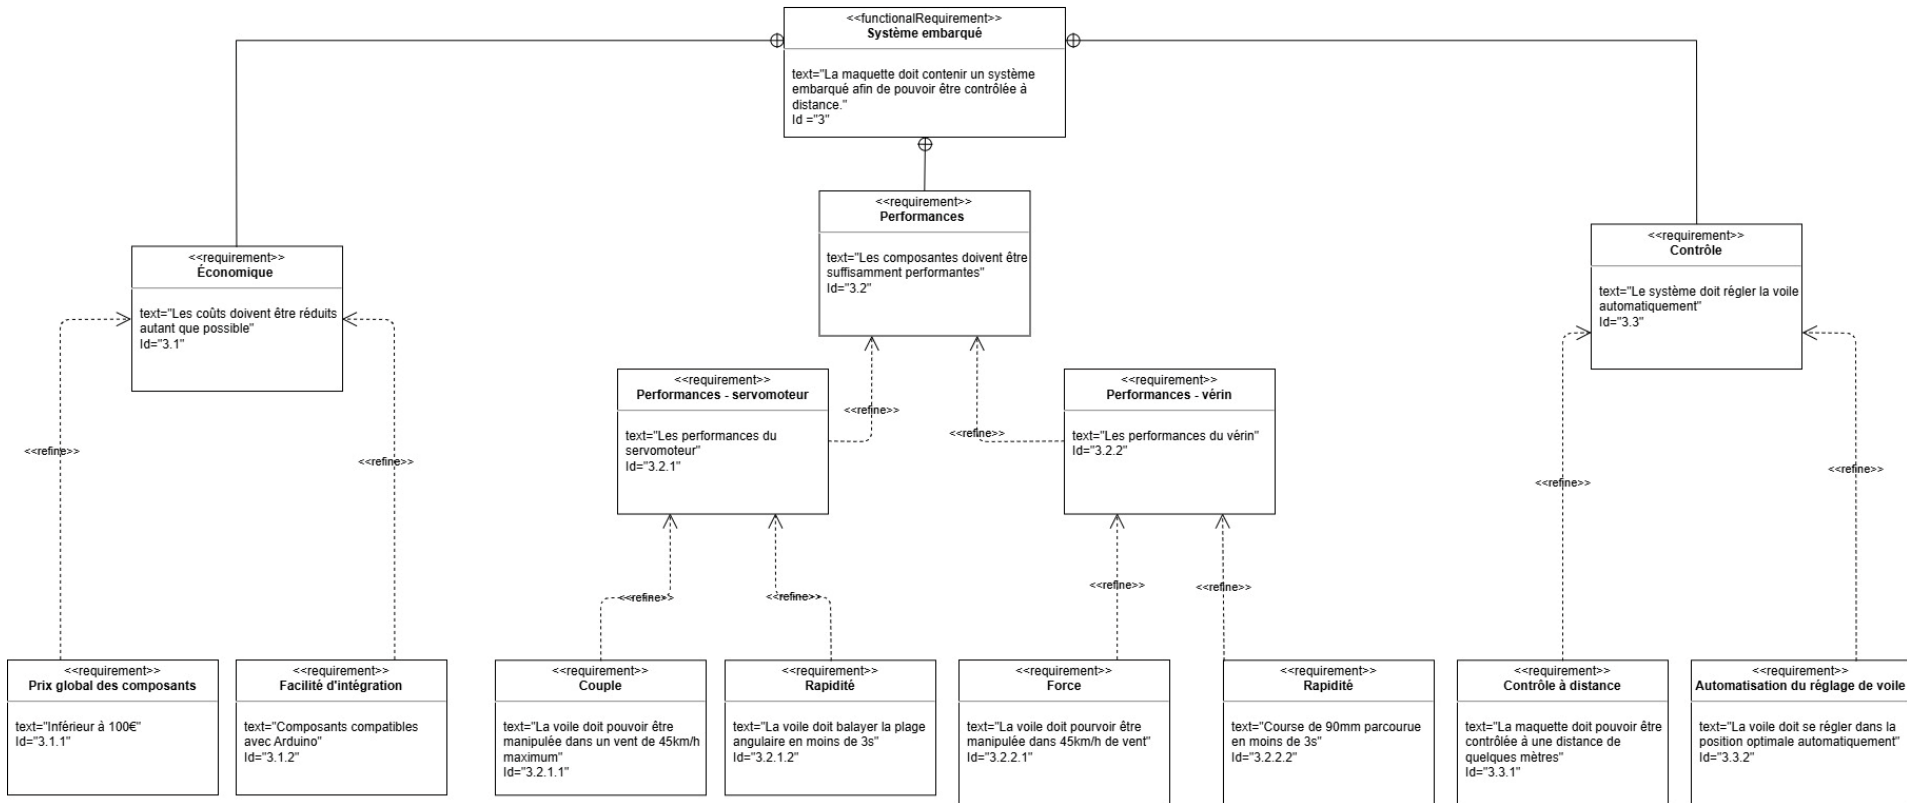 <<functionalRequirement>>
Système embarqué
text="La maquette doit contenir un système
embarqué afin de pouvoir être contrôlée à
distance."
Id ="3"
<<requirement>>
Performances
text="Les composantes doivent être
suffisamment performantes"
Id="3.2"
<<requirement>>
Économique
text="Les coûts doivent être réduits
autant que possible"
Id="3.1"
<<requirement>>
Contrôle
text="Le système doit régler la voile
automatiquement"
Id="3.3"
<<requirement>>
Performances - servomoteur
text="Les performances du
servomoteur"
Id="3.2.1"
<<refine>>
<<refine>>
<<requirement>>
Performances - vérin
text="Les performances du vérin"
Id="3.2.2"
<<refine>>
<<refine>>
<<refine>>
<<refine>>
<<refine>>
<<refine>>
<<refine>>
<<refine>>
<<requirement>>
Prix global des composants
text="Inférieur à 100€"
Id="3.1.1"
<<requirement>>
Facilité d'intégration
text="Composants compatibles
avec Arduino"
Id="3.1.2"
<<requirement>>
Couple
text="La voile doit pouvoir être
manipulée dans un vent de 45km/h
maximum"
Id="3.2.1.1"
<<requirement>>
Rapidité
text="La voile doit balayer la plage
angulaire en moins de 3s"
Id="3.2.1.2"
<<requirement>>
Force
text="La voile doit pourvoir être
manipulée dans 45km/h de vent"
Id="3.2.2.1"
<<requirement>>
Rapidité
text="Course de 90mm parcourue
en moins de 3s"
Id="3.2.2.2"
<<requirement>>
Contrôle à distance
text="La maquette doit pouvoir être
contrôlée à une distance de
quelques mètres"
Id="3.3.1"
<<requirement>>
Automatisation du réglage de voile
text="La voile doit se régler dans la
position optimale automatiquement"
Id="3.3.2"